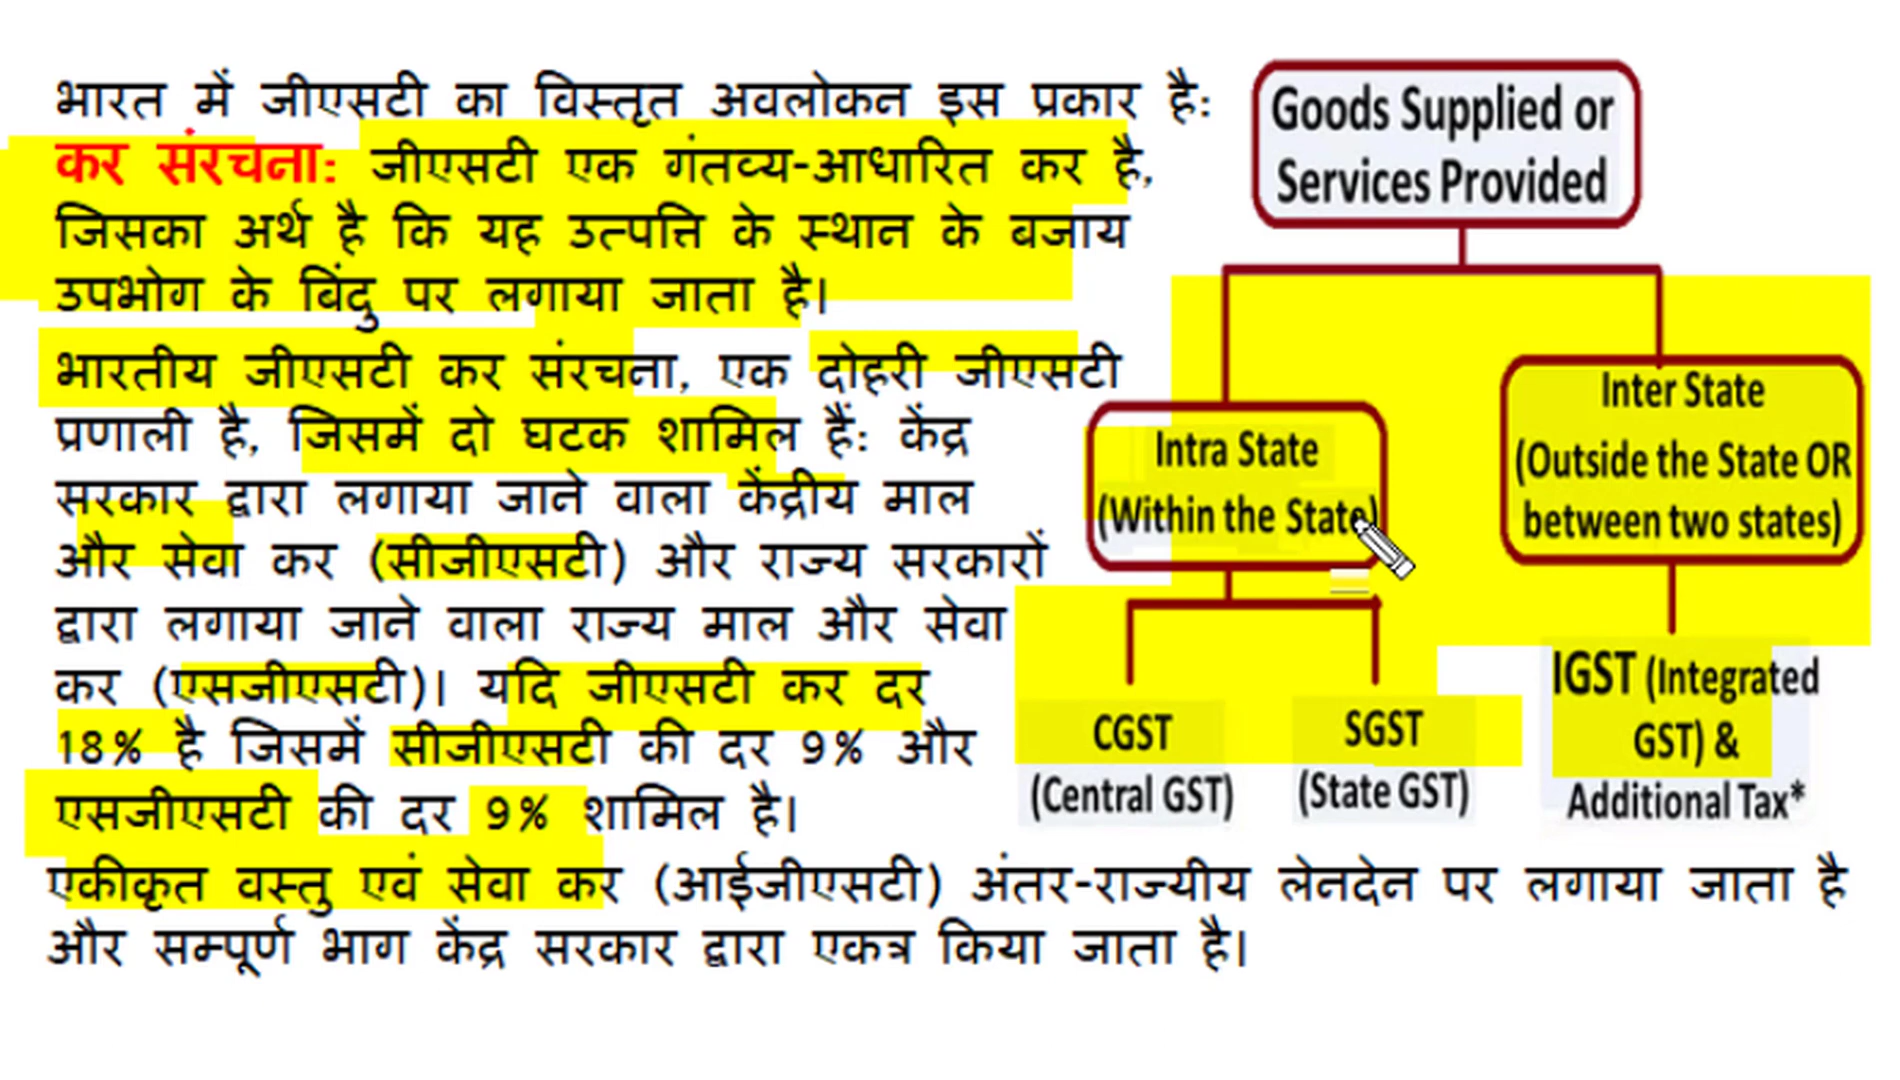 भारत में जीएसटी का विस्तृत अवलोकन इस प्रकार है:
कर संरचना: जीएसटी एक गंतव्य-आधारित कर है,
जिसका अर्थ है कि यह उत्पत्ति के स्थान के बजाय
उपभोग के बिंदु पर लगाया जाता है।
भारतीय जीएसटी कर संरचना, एक दोहरी जीएसटी
प्रणाली है, जिसमें दो घटक शामिल हैं: केंद्र
सरकार द्वारा लगाया जाने वाला केंद्रीय माल
और सेवा कर (सीजीएसटी) और राज्य सरकारों
द्वारा लगाया जाने वाला राज्य माल और सेवा
कर (एसजीएसटी)। यदि जीएसटी कर दर
18% है जिसमें सीजीएसटी की दर 9% और
एसजीएसटी की दर 9% शामिल है।
एकीकृत वस्तु एवं सेवा कर (आईजीएसटी) अंतर-राज्यीय लेनदेन पर लगाया जाता है
और सम्पूर्ण भाग केंद्र सरकार द्वारा एकत्र किया जाता है।
Goods Supplied or
Services Provided
Intra State
(Within the State)
Inter State
(Outside the State OR
between two states)
CGST
(Central GST)
SGST
(State GST)
IGST (Integrated
GST) &
Additional Tax*